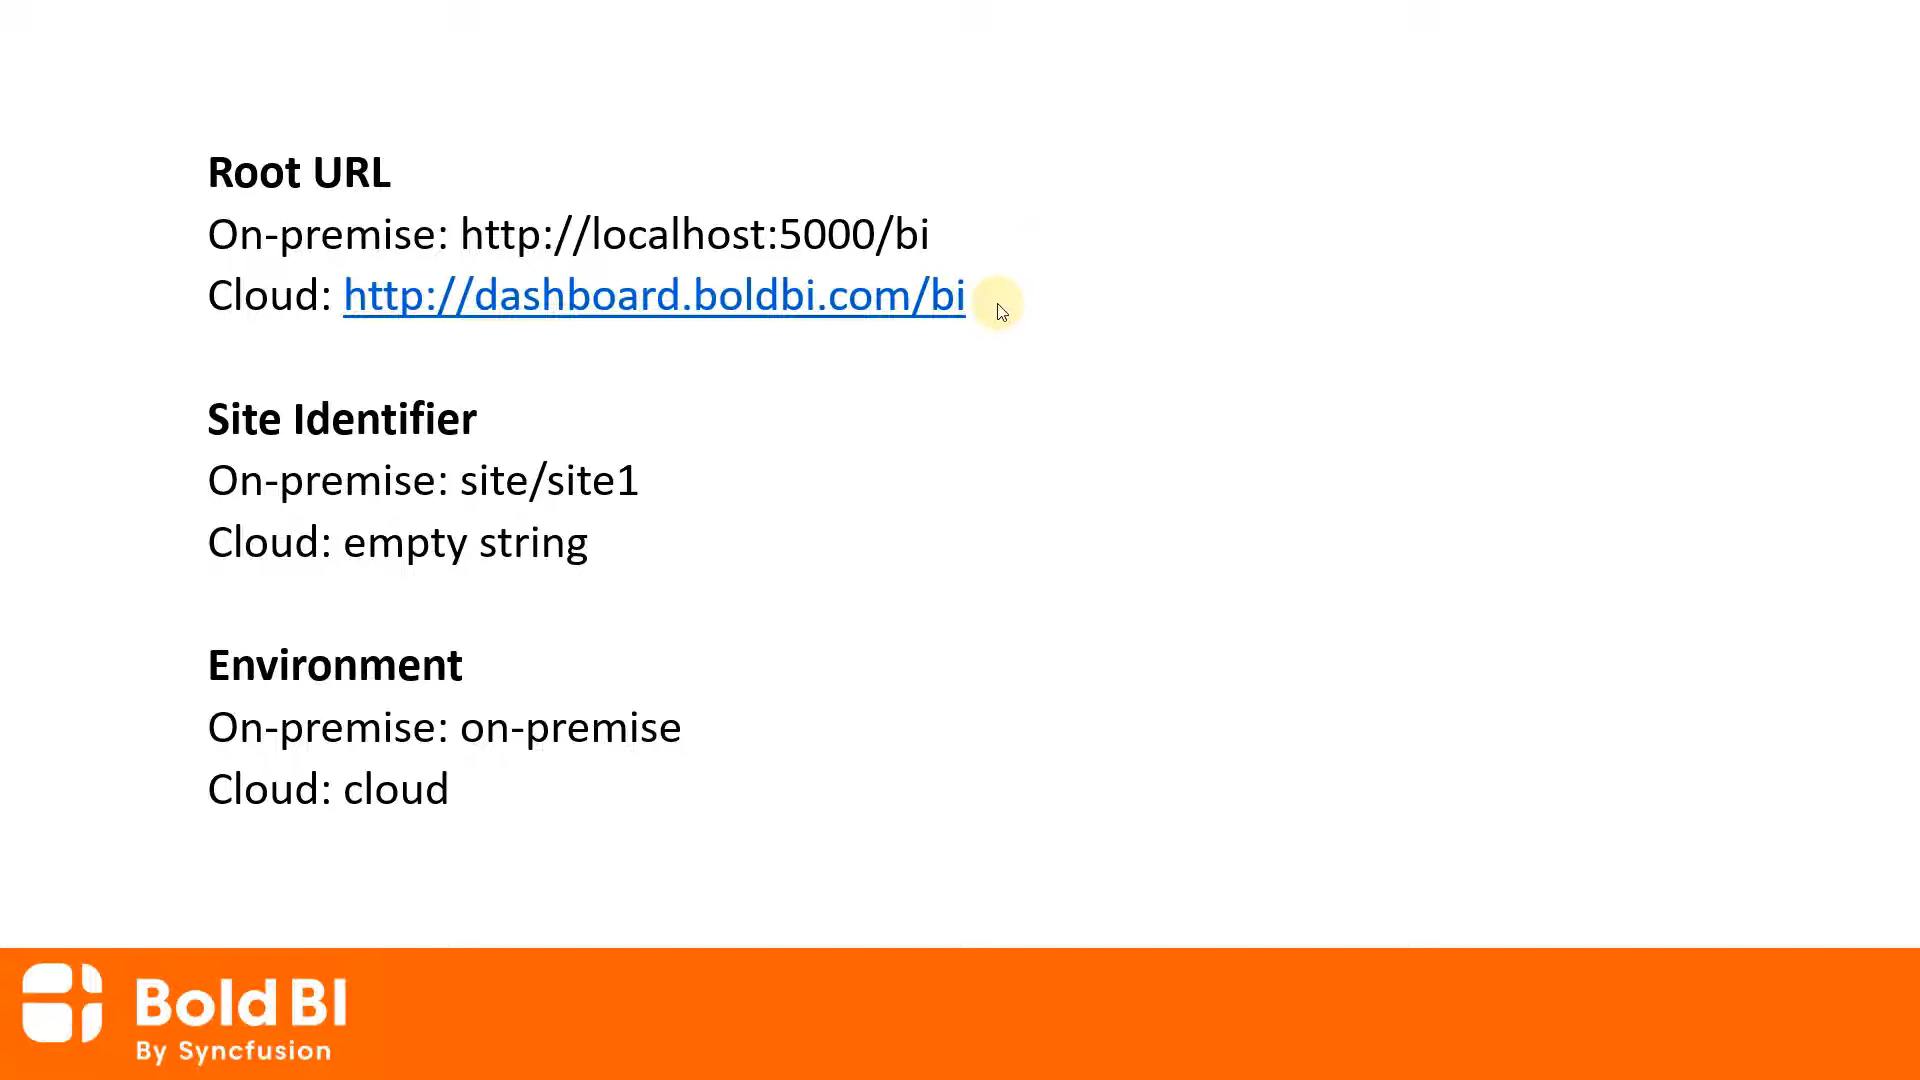 Root URL
On-premise: http://localhost:5000/bi
Cloud: http://dashboard.boldbi.com/bi
Site Identifier
On-premise: site/site1
Cloud: empty string
Environment
On-premise: on-premise
Cloud: cloud
Bold BI
By Syncfusion